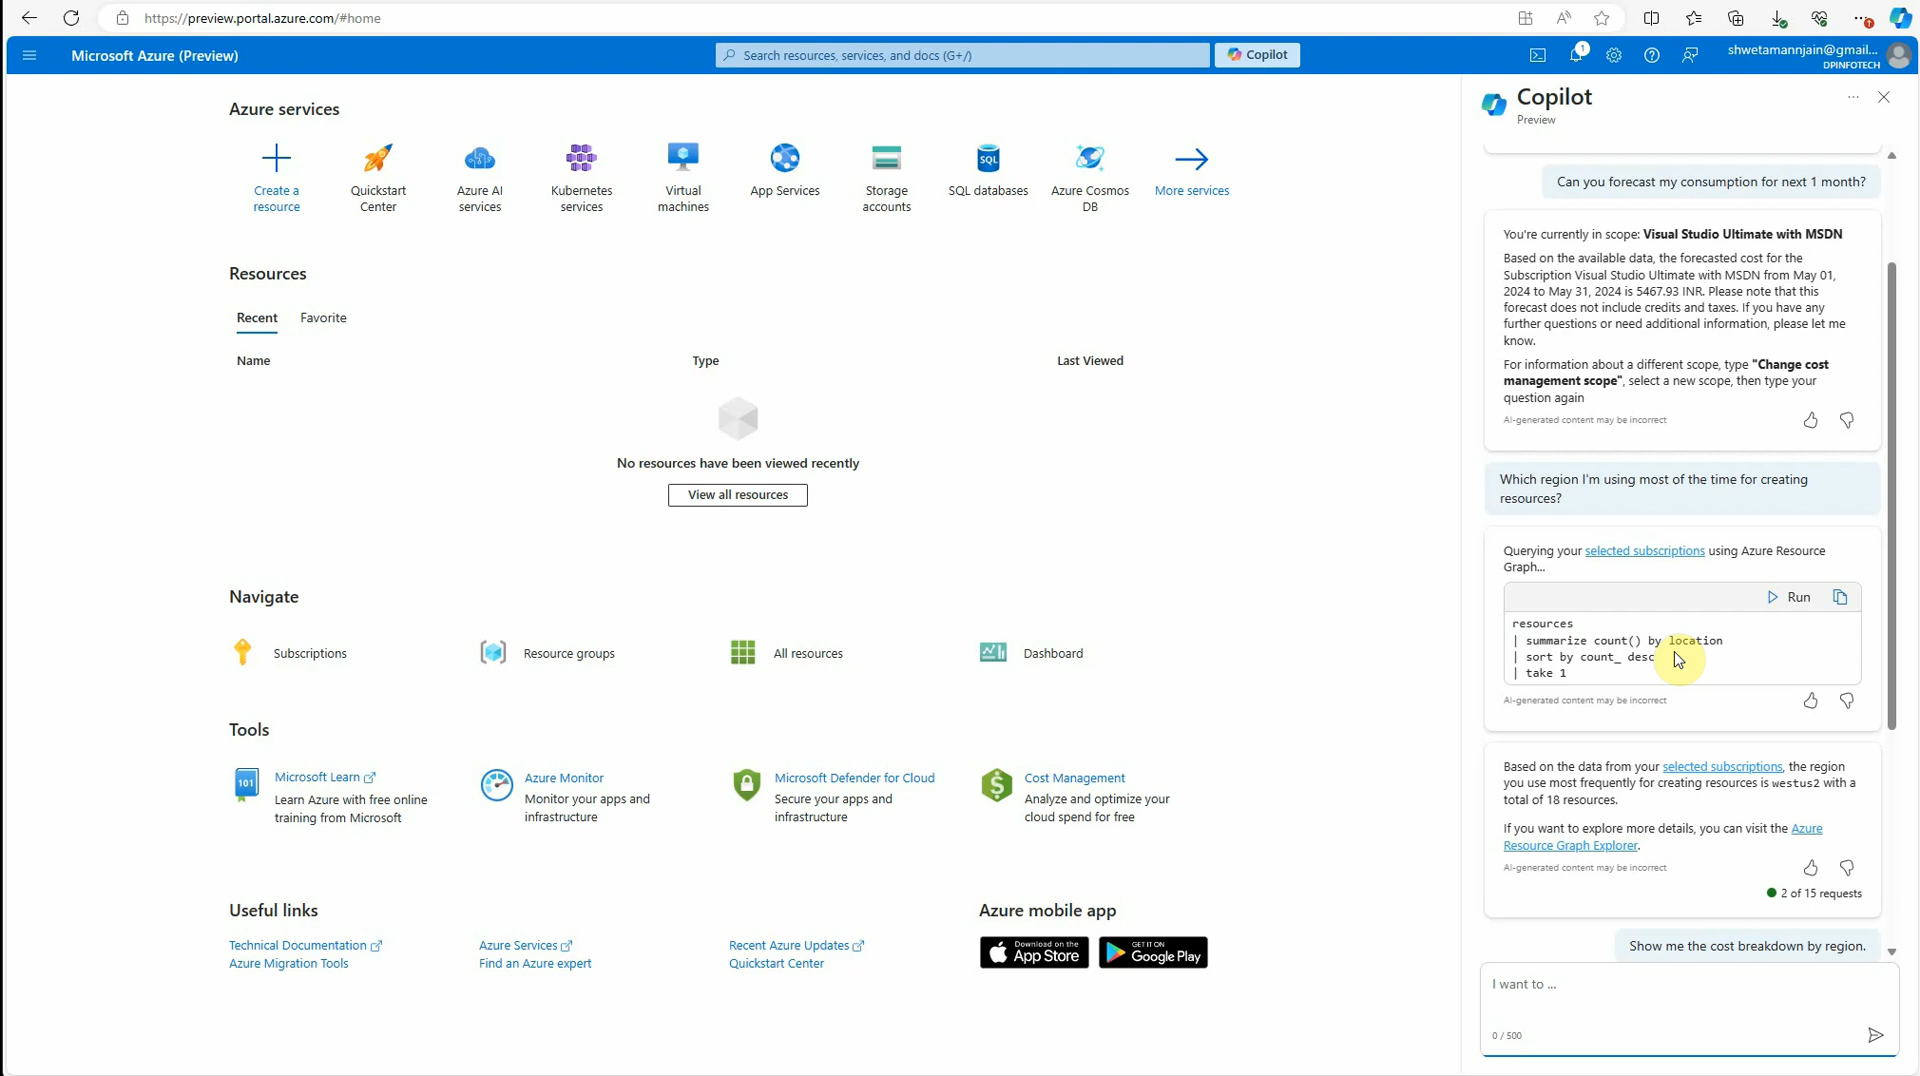 https://preview.portal.azure.com/#home
Microsoft Azure (Preview)
Search resources, services, and docs (G+/)
Copilot
1
shwetamannjain@gmail...
DPINFOTECH
Azure services
Create a resource
Quickstart Center
Azure AI services
Kubernetes services
Virtual machines
App Services
Storage accounts
SQL
SQL databases
Azure Cosmos DB
More services
Resources
Recent
Favorite
Name
Type
Last Viewed
No resources have been viewed recently
View all resources
Navigate
Subscriptions
Resource groups
All resources
Dashboard
Tools
101
Microsoft Learn
Learn Azure with free online
training from Microsoft
Azure Monitor
Monitor your apps and
infrastructure
Microsoft Defender for Cloud
Secure your apps and
infrastructure
Cost Management
Analyze and optimize your
cloud spend for free
Useful links
Technical Documentation
Azure Services
Recent Azure Updates
Azure Migration Tools
Find an Azure expert
Quickstart Center
Azure mobile app
Download on the
App Store
GET IT ON
Google Play
Copilot
Preview
Can you forecast my consumption for next 1 month?
You're currently in scope: Visual Studio Ultimate with MSDN
Based on the available data, the forecasted cost for the
Subscription Visual Studio Ultimate with MSDN from May 01,
2024 to May 31, 2024 is 5467.93 INR. Please note that this
forecast does not include credits and taxes. If you have any
further questions or need additional information, please let me
know.
For information about a different scope, type "Change cost
management scope", select a new scope, then type your
question again
AI-generated content may be incorrect
Which region I'm using most of the time for creating
resources?
Querying your selected subscriptions using Azure Resource
Graph...
Run
resources
| summarize count() by location
| sort by count_ desc
| take 1
AI-generated content may be incorrect
Based on the data from your selected subscriptions, the region
you use most frequently for creating resources is westus2 with a
total of 18 resources.
If you want to explore more details, you can visit the Azure
Resource Graph Explorer.
AI-generated content may be incorrect
2 of 15 requests
Show me the cost breakdown by region.
I want to ...
0 / 500